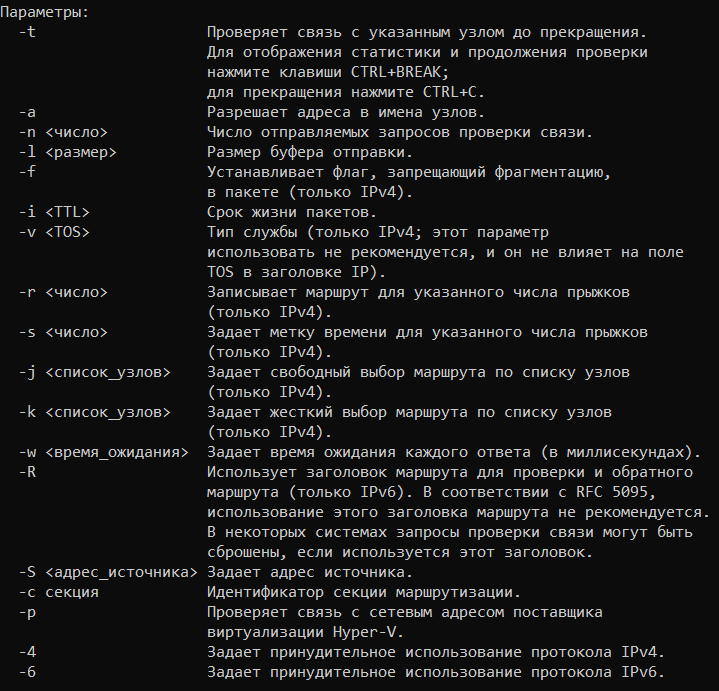 Параметры:
-t Проверяет связь с указанным узлом до прекращения.
Для отображения статистики и продолжения проверки
нажмите клавиши CTRL+BREAK;
для прекращения нажмите CTRL+C.
-a Разрешает адреса в имена узлов.
-n <число> Число отправляемых запросов проверки связи.
-l <размер> Размер буфера отправки.
-f Устанавливает флаг, запрещающий фрагментацию,
в пакете (только IPv4).
-i <TTL> Срок жизни пакетов.
-v <TOS> Тип службы (только IPv4; этот параметр
использовать не рекомендуется, и он не влияет на поле
TOS в заголовке IP).
-r <число> Записывает маршрут для указанного числа прыжков
(только IPv4).
-s <число> Задает метку времени для указанного числа прыжков
(только IPv4).
-j <список_узлов> Задает свободный выбор маршрута по списку узлов
(только IPv4).
-k <список_узлов> Задает жесткий выбор маршрута по списку узлов
(только IPv4).
-w <время_ожидания> Задает время ожидания каждого ответа (в миллисекундах).
-R Использует заголовок маршрута для проверки и обратного
маршрута (только IPv6). В соответствии с RFC 5095,
использование этого заголовка маршрута не рекомендуется.
В некоторых системах запросы проверки связи могут быть
сброшены, если используется этот заголовок.
-S <адрес_источника> Задает адрес источника.
-c секция Идентификатор секции маршрутизации.
-p Проверяет связь с сетевым адресом поставщика
виртуализации Hyper-V.
-4 Задает принудительное использование протокола IPv4.
-6 Задает принудительное использование протокола IPv6.